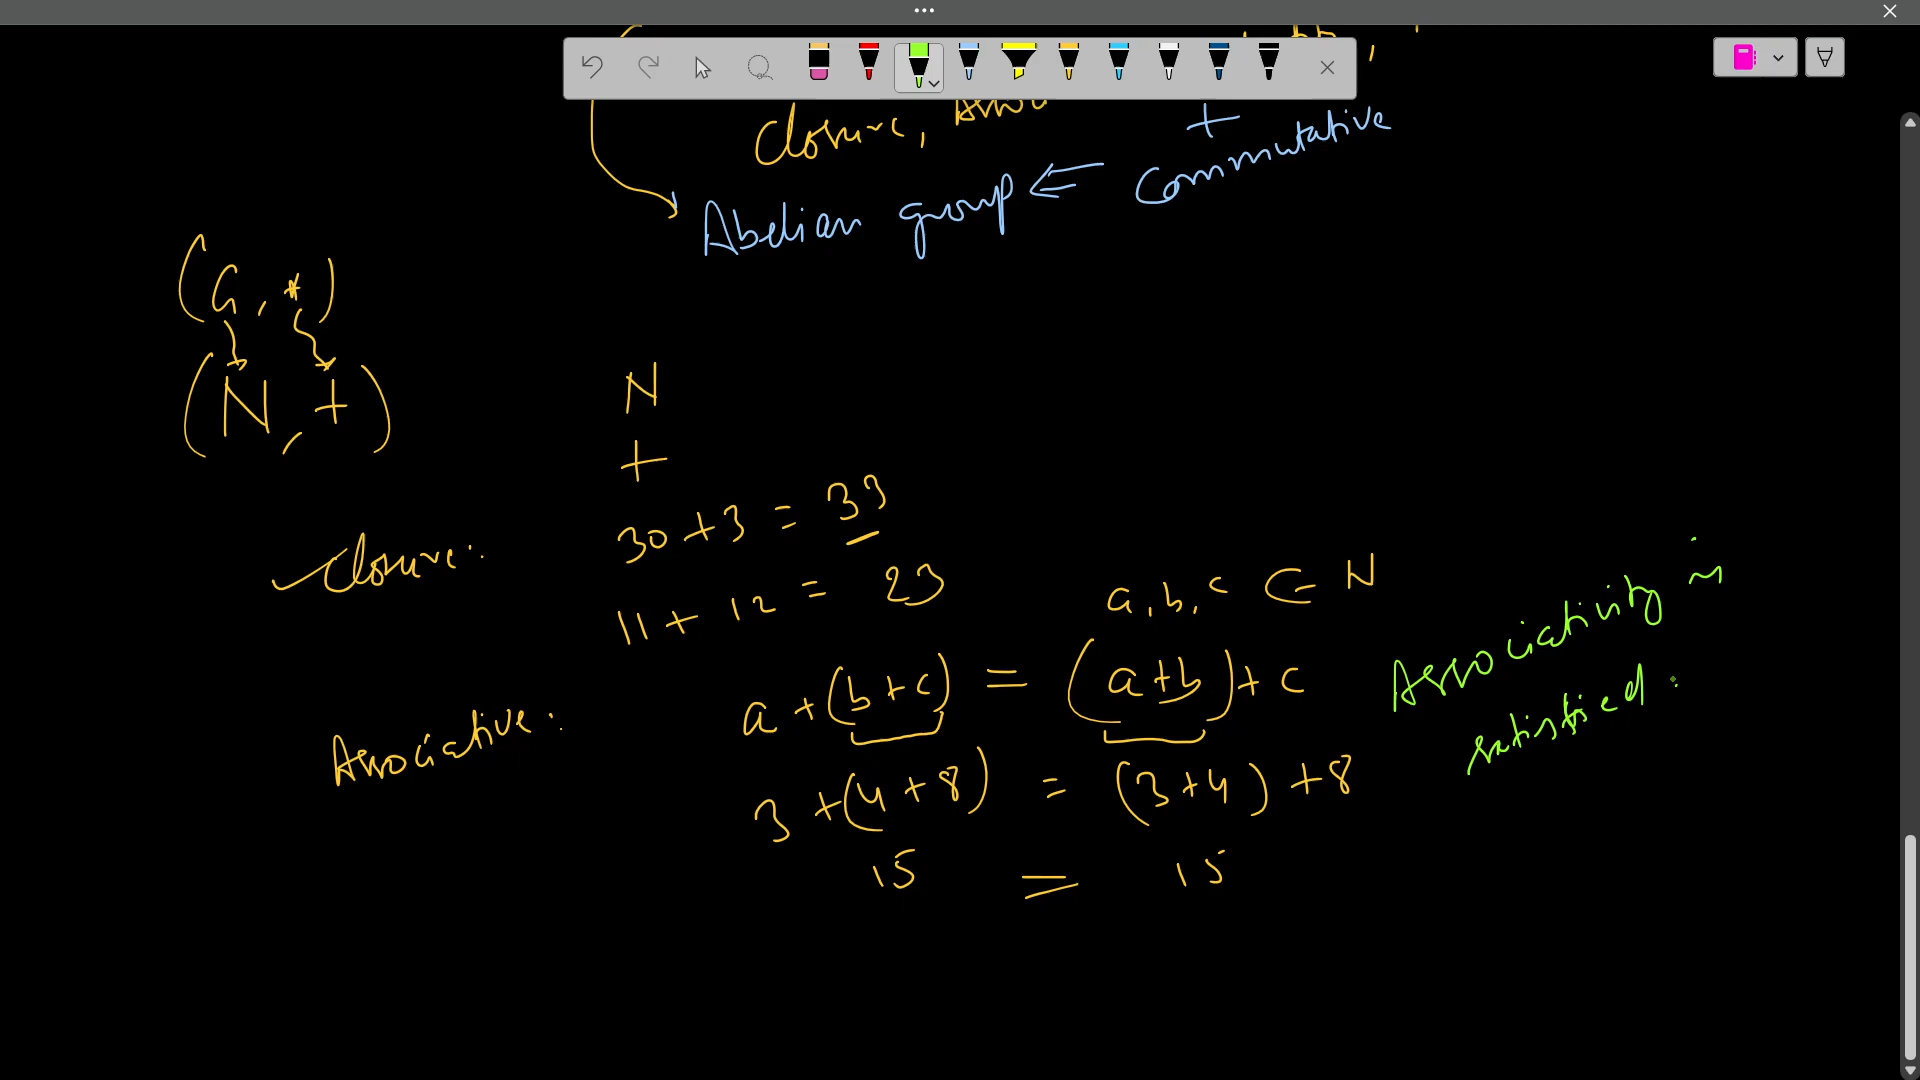 Closure, Asso
+
Commutative
Abelian group ⇐
(G, *)
(N, +)
N
+
Closure:
30 + 3 = 33
11 + 12 = 23
a, b, c ∈ N
Associative:
a + (b + c) = (a + b) + c
3 + (4 + 8) = (3 + 4) + 8
15 = 15
Associativity is
satisfied.